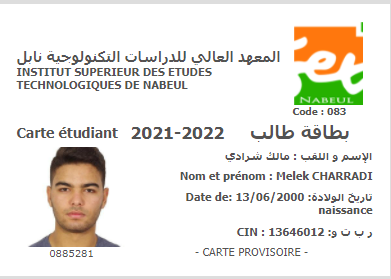 المعهد العالي للدراسات التكنولوجية نابل
INSTITUT SUPERIEUR DES ETUDES
TECHNOLOGIQUES DE NABEUL
NABEUL
Code : 083
Carte étudiant 2021-2022 بطاقة طالب
الإسم و اللقب : مالك شرادي
Nom et prénom : Melek CHARRADI
Date de: 13/06/2000 تاريخ الولادة:
naissance
CIN : 13646012 ر ب ت و:
0885281
- CARTE PROVISOIRE -